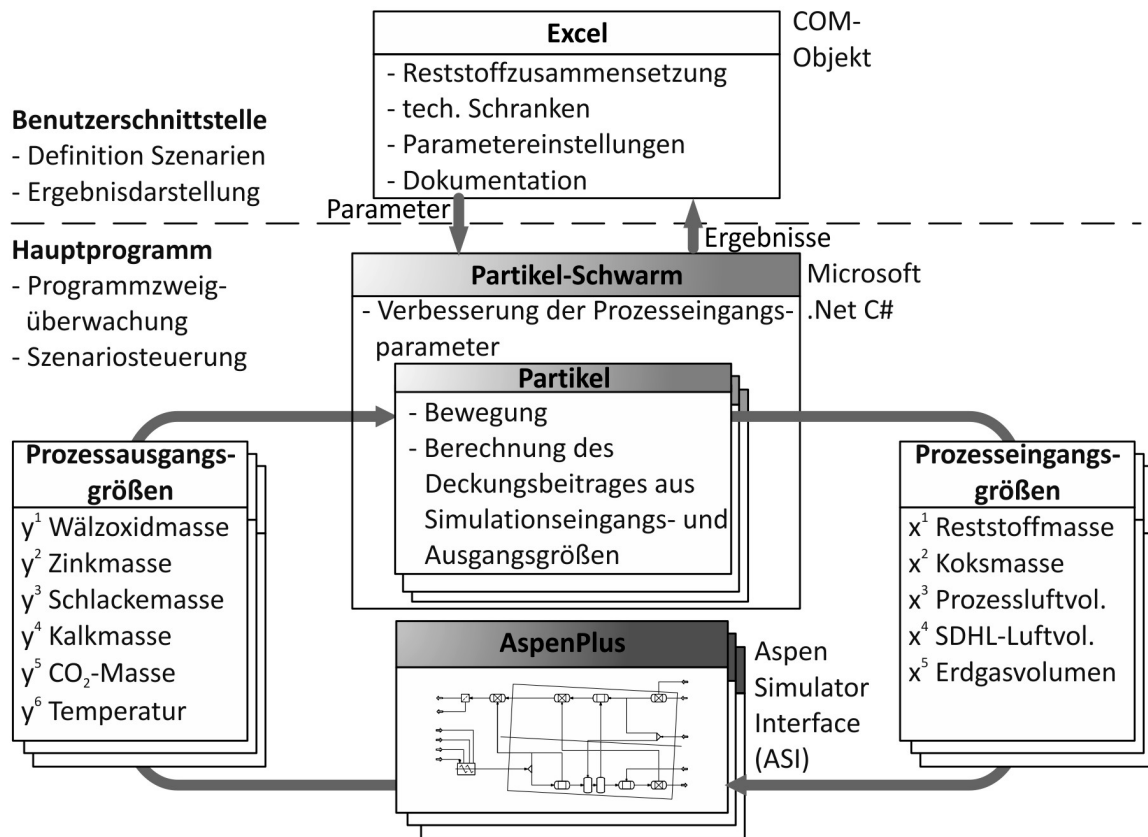 Excel
- Reststoffzusammensetzung
- tech. Schranken
- Parametereinstellungen
- Dokumentation
COM-
Objekt
Benutzerschnittstelle
- Definition Szenarien
- Ergebnisdarstellung
Parameter
Ergebnisse
Hauptprogramm
- Programmzweig-
überwachung
- Szenariosteuerung
Partikel-Schwarm
- Verbesserung der Prozesseingangs-
parameter
Microsoft
.Net C#
Partikel
- Bewegung
- Berechnung des
Deckungsbeitrages aus
Simulationseingangs- und
Ausgangsgrößen
Prozessausgangs-
größen
y¹ Wälzoxidmasse
y² Zinkmasse
y³ Schlackemasse
y⁴ Kalkmasse
y⁵ CO₂-Masse
y⁶ Temperatur
Prozesseingangs-
größen
x¹ Reststoffmasse
x² Koksmasse
x³ Prozessluftvol.
x⁴ SDHL-Luftvol.
x⁵ Erdgasvolumen
AspenPlus
Aspen
Simulator
Interface
(ASI)